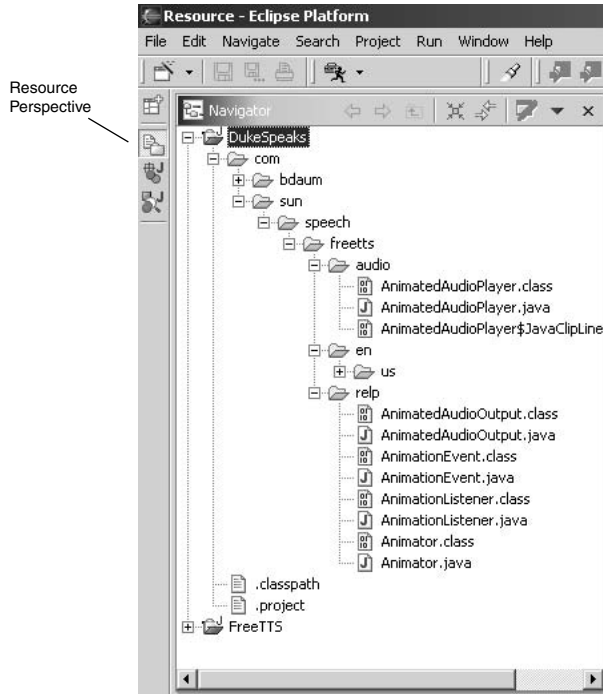 Resource - Eclipse Platform
File Edit Navigate Search Project Run Window Help
Resource
Perspective
Navigator
DukeSpeaks
com
bdaum
sun
speech
freetts
audio
AnimatedAudioPlayer.class
AnimatedAudioPlayer.java
AnimatedAudioPlayer$JavaClipLine
en
us
relp
AnimatedAudioOutput.class
AnimatedAudioOutput.java
AnimationEvent.class
AnimationEvent.java
AnimationListener.class
AnimationListener.java
Animator.class
Animator.java
.classpath
.project
FreeTTS